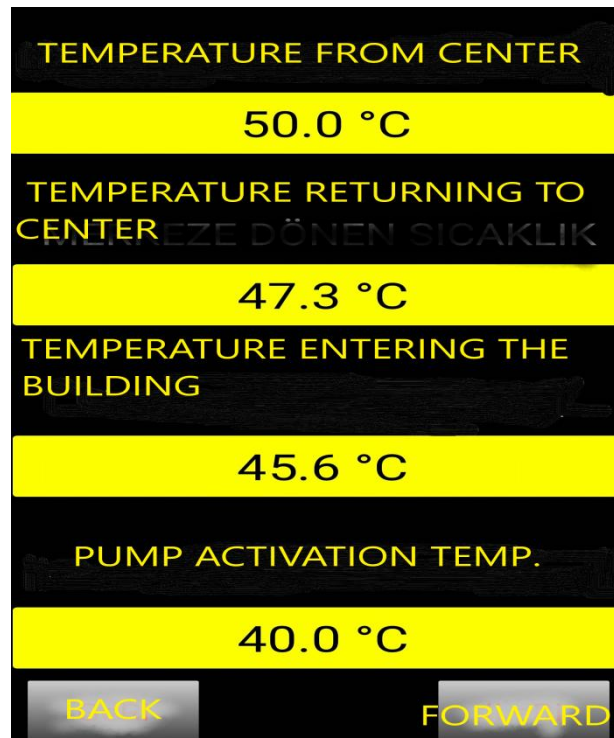 TEMPERATURE FROM CENTER
50.0 °C
TEMPERATURE RETURNING TO
CENTER
MERKEZE DÖNEN SICAKLIK
47.3 °C
TEMPERATURE ENTERING THE
BUILDING
45.6 °C
PUMP ACTIVATION TEMP.
40.0 °C
BACK
FORWARD